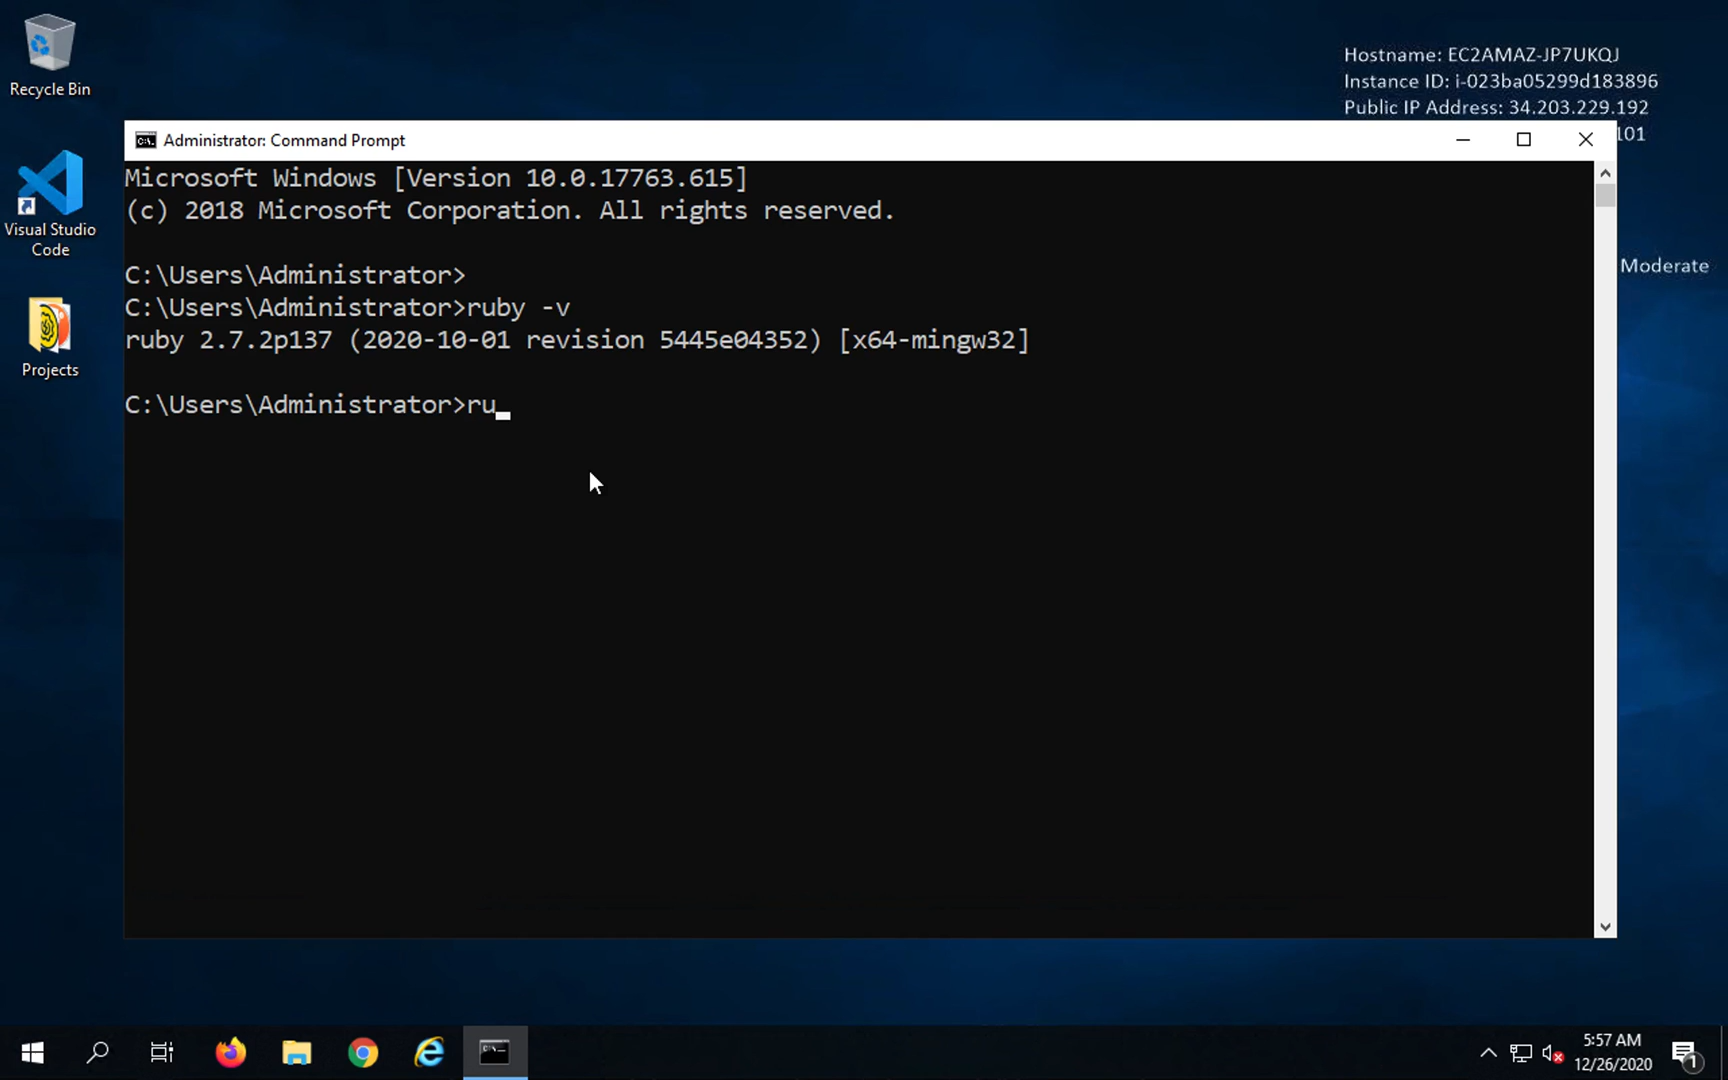 Recycle Bin
Visual Studio
Code
Projects
Hostname: EC2AMAZ-JP7UKQJ
Instance ID: i-023ba05299d183896
Public IP Address: 34.203.229.192
101
Moderate
Administrator: Command Prompt
Microsoft Windows [Version 10.0.17763.615]
(c) 2018 Microsoft Corporation. All rights reserved.
C:\Users\Administrator>
C:\Users\Administrator>ruby -v
ruby 2.7.2p137 (2020-10-01 revision 5445e04352) [x64-mingw32]
C:\Users\Administrator>ru_
5:57 AM
12/26/2020
1